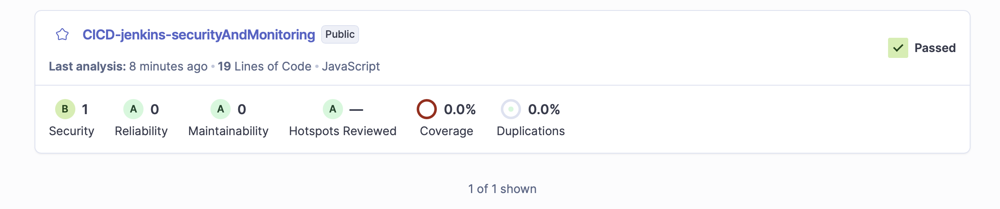 CICD-jenkins-securityAndMonitoring Public
Passed
Last analysis: 8 minutes ago • 19 Lines of Code • JavaScript
B 1 A 0 A 0 A — 0.0% 0.0%
Security Reliability Maintainability Hotspots Reviewed Coverage Duplications
1 of 1 shown